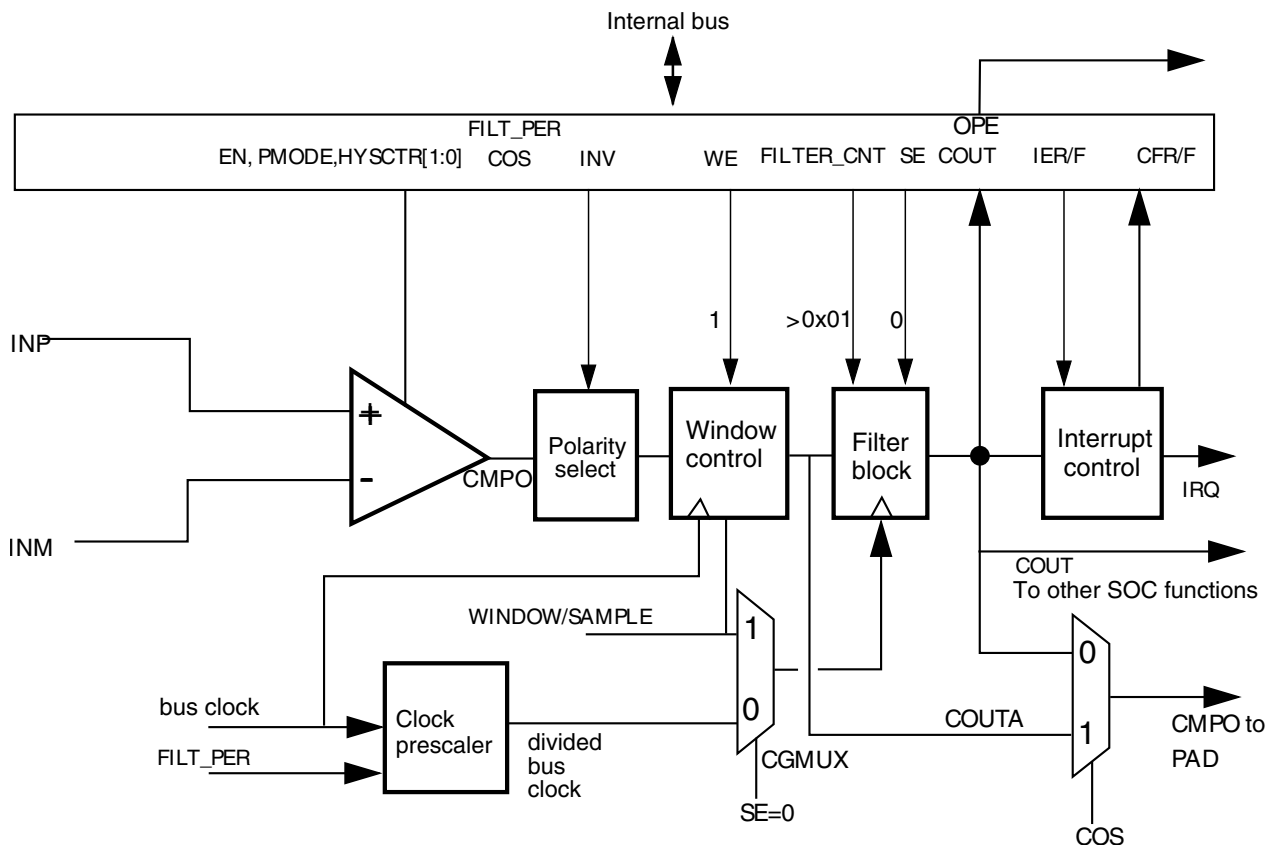 Internal bus
FILT_PER
OPE
EN, PMODE,HYSCTR[1:0]
COS
INV
WE
FILTER_CNT
SE
COUT
IER/F
CFR/F
1
>0x01
0
INP
+
-
INM
CMPO
Polarity
select
Window
control
Filter
block
Interrupt
control
IRQ
COUT
To other SOC functions
WINDOW/SAMPLE
1
0
bus clock
FILT_PER
Clock
prescaler
divided
bus
clock
CGMUX
SE=0
COUTA
0
1
CMPO to
PAD
COS